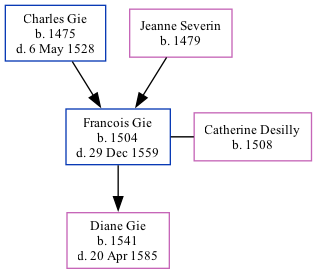 Charles Gie
b. 1475
d. 6 May 1528
Jeanne Severin
b. 1479
Francois Gie
b. 1504
d. 29 Dec 1559
Catherine Desilly
b. 1508
Diane Gie
b. 1541
d. 20 Apr 1585